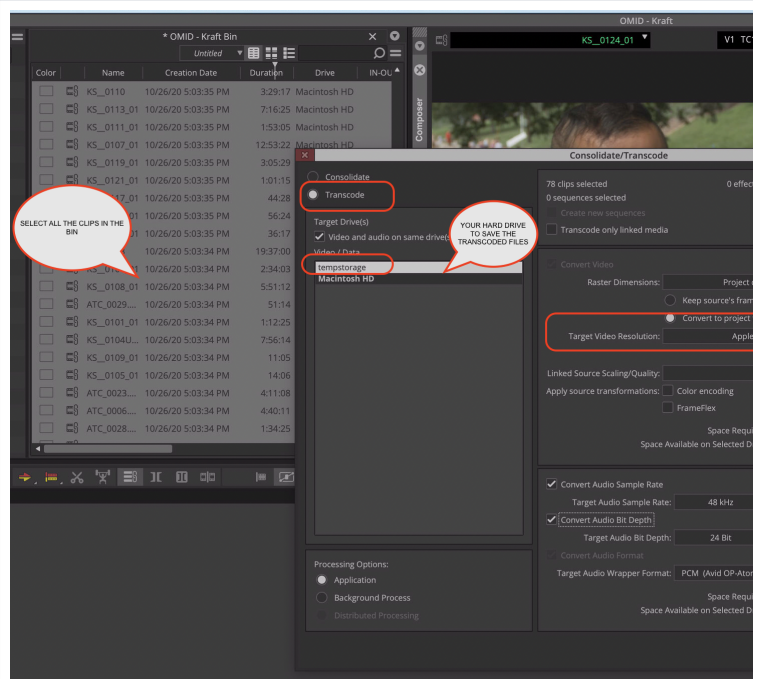 OMID - Kraft
* OMID - Kraft Bin
Untitled
KS__0124_01
V1 TC1
Color Name Creation Date Duration Drive IN-OU
KS__0110 10/26/20 5:03:35 PM 3:29:17 Macintosh HD
KS__0113_01 10/26/20 5:03:35 PM 7:16:25 Macintosh HD
KS__0111_01 10/26/20 5:03:35 PM 1:53:05 Macintosh HD
KS__0107_01 10/26/20 5:03:35 PM 12:53:22 Macintosh HD
KS__0119_01 10/26/20 5:03:35 PM 3:05:29
KS__0121_01 10/26/20 5:03:35 PM 1:01:15
17_01 10/26/20 5:03:35 PM 44:28
01 10/26/20 5:03:35 PM 56:24
01 10/26/20 5:03:35 PM 36:17
10/26/20 5:03:35 PM 19:37:00
01 10/26/20 5:03:34 PM 2:34:03
KS__0108_01 10/26/20 5:03:34 PM 5:51:12
ATC_0029.... 10/26/20 5:03:34 PM 51:14
KS__0101_01 10/26/20 5:03:34 PM 1:12:25
KS__0104U... 10/26/20 5:03:34 PM 7:56:14
KS__0109_01 10/26/20 5:03:34 PM 11:05
KS__0105_01 10/26/20 5:03:34 PM 14:06
ATC_0023.... 10/26/20 5:03:34 PM 4:11:08
ATC_0006.... 10/26/20 5:03:34 PM 4:40:11
ATC_0028.... 10/26/20 5:03:34 PM 1:34:25
SELECT ALL THE CLIPS IN THE
BIN
Composer
Consolidate/Transcode
Consolidate
Transcode
Target Drive(s)
Video and audio on same drive(s
Video / Data
tempstorage
Macintosh HD
YOUR HARD DRIVE
TO SAVE THE
TRANSCODED FILES
Processing Options:
Application
Background Process
Distributed Processing
78 clips selected 0 effec
0 sequences selected
Create new sequences
Transcode only linked media
Convert Video
Raster Dimensions: Project
Keep source's fram
Convert to project
Target Video Resolution: Apple
Linked Source Scaling/Quality:
Apply source transformations: Color encoding
FrameFlex
Space Requi
Space Available on Selected D
Convert Audio Sample Rate
Target Audio Sample Rate: 48 kHz
Convert Audio Bit Depth
Target Audio Bit Depth: 24 Bit
Convert Audio Format
Target Audio Wrapper Format: PCM (Avid OP-Ator
Space Requi
Space Available on Selected D